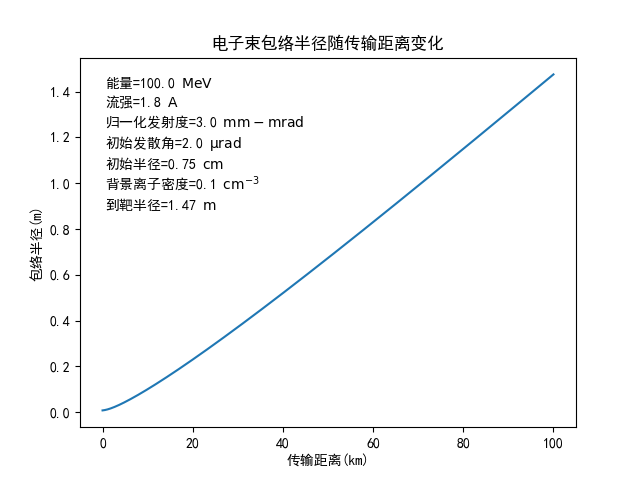 电子束包络半径随传输距离变化
能量=100.0 MeV
流强=1.8 A
归一化发射度=3.0 mm−mrad
初始发散角=2.0 μrad
初始半径=0.75 cm
背景离子密度=0.1 cm⁻³
到靶半径=1.47 m
包络半径(m)
1.4
1.2
1.0
0.8
0.6
0.4
0.2
0.0
0 20 40 60 80 100
传输距离(km)